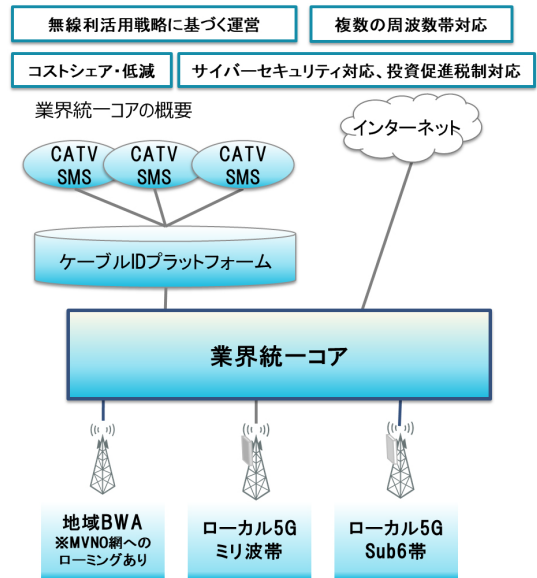 無線利活用戦略に基づく運営
複数の周波数帯対応
コストシェア・低減
サイバーセキュリティ対応、投資促進税制対応
業界統一コアの概要
インターネット
CATV
SMS
CATV
SMS
CATV
SMS
ケーブルIDプラットフォーム
業界統一コア
地域BWA
※MVNO網への
ローミングあり
ローカル5G
ミリ波帯
ローカル5G
Sub6帯